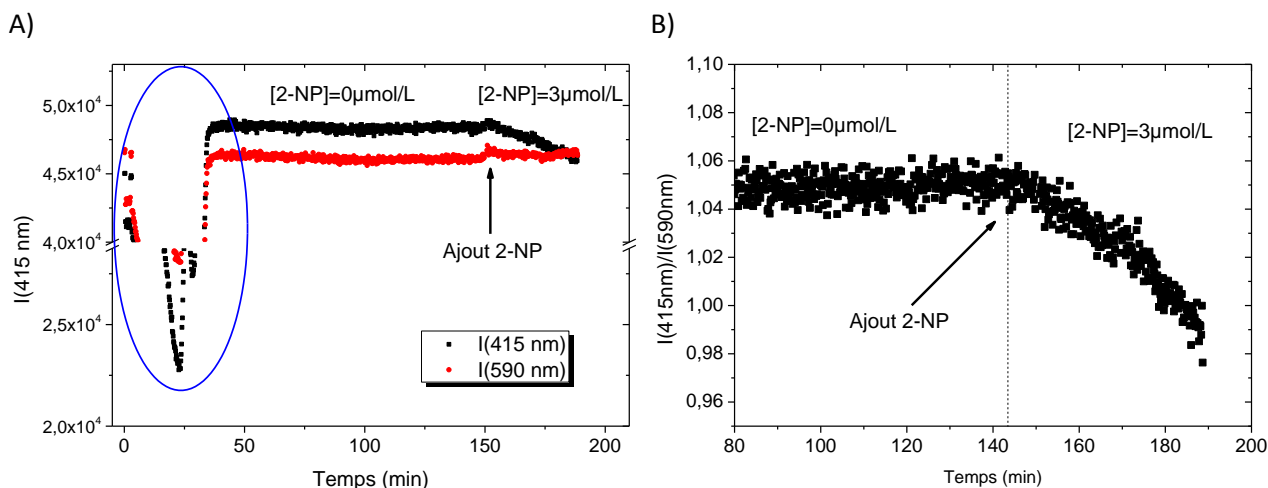 A)
[2-NP]=0µmol/L [2-NP]=3µmol/L
5,0x10⁴
4,5x10⁴
4,0x10⁴
2,5x10⁴
2,0x10⁴
I(415 nm)
Ajout 2-NP
I(415 nm)
I(590 nm)
0 50 100 150 200
Temps (min)
B)
1,10
1,08
1,06
1,04
1,02
1,00
0,98
0,96
I(415nm)/I(590nm)
[2-NP]=0µmol/L [2-NP]=3µmol/L
Ajout 2-NP
80 100 120 140 160 180 200
Temps (min)